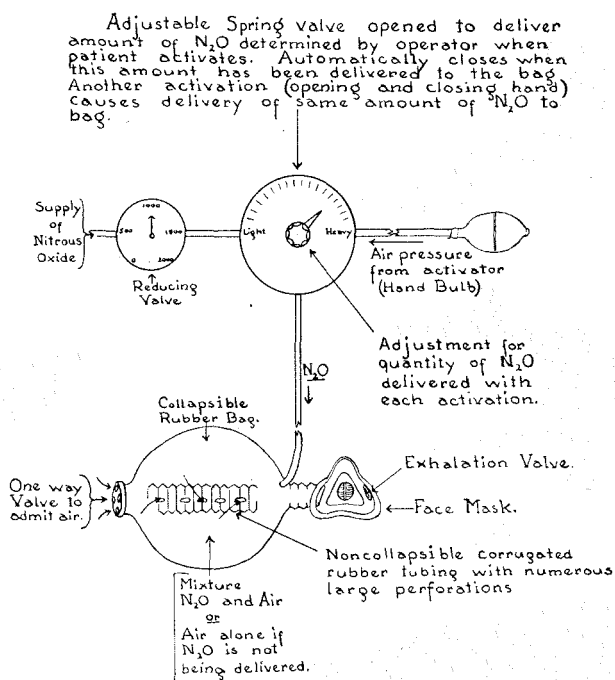 Adjustable Spring valve opened to deliver
amount of N₂O determined by operator when
patient activates. Automatically closes when
this amount has been delivered to the bag
Another activation (opening and closing hand)
causes delivery of same amount of N₂O to
bag.
Supply
of
Nitrous
Oxide
1000
500
1500
0
2000
Reducing
Valve
Light
Heavy
Air pressure
from activator
(Hand Bulb)
Adjustment for
quantity of N₂O
delivered with
each activation.
N₂O
Collapsible
Rubber Bag.
One way
Valve to
admit air.
Exhalation Valve.
Face Mask.
Noncollapsible corrugated
rubber tubing with numerous
large perforations
Mixture
N₂O and Air
or
Air alone if
N₂O is not
being delivered.